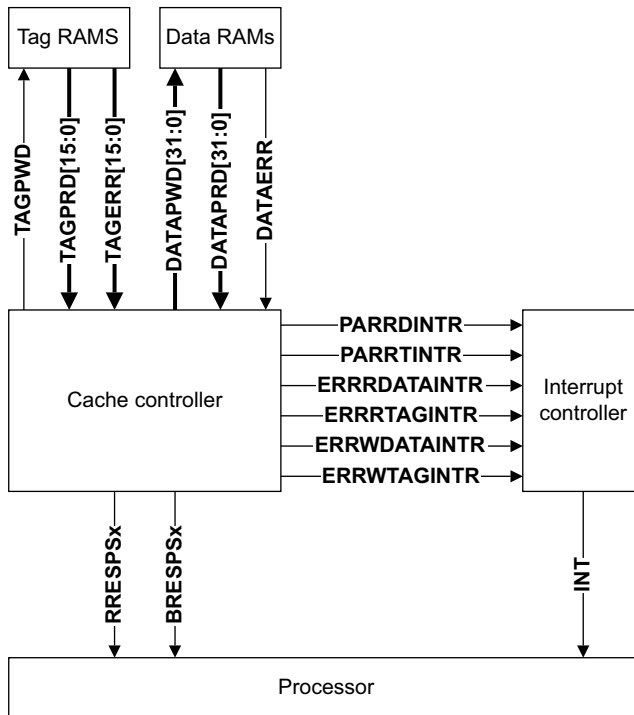 Tag RAMS
Data RAMs
TAGPWD
TAGPRD[15:0]
TAGERR[15:0]
DATAPWD[31:0]
DATAPRD[31:0]
DATAERR
Cache controller
PARRDINTR
PARRTINTR
ERRRDATAINTR
ERRRTAGINTR
ERRWDATAINTR
ERRWTAGINTR
Interrupt
controller
RRESPSx
BRESPSx
INT
Processor